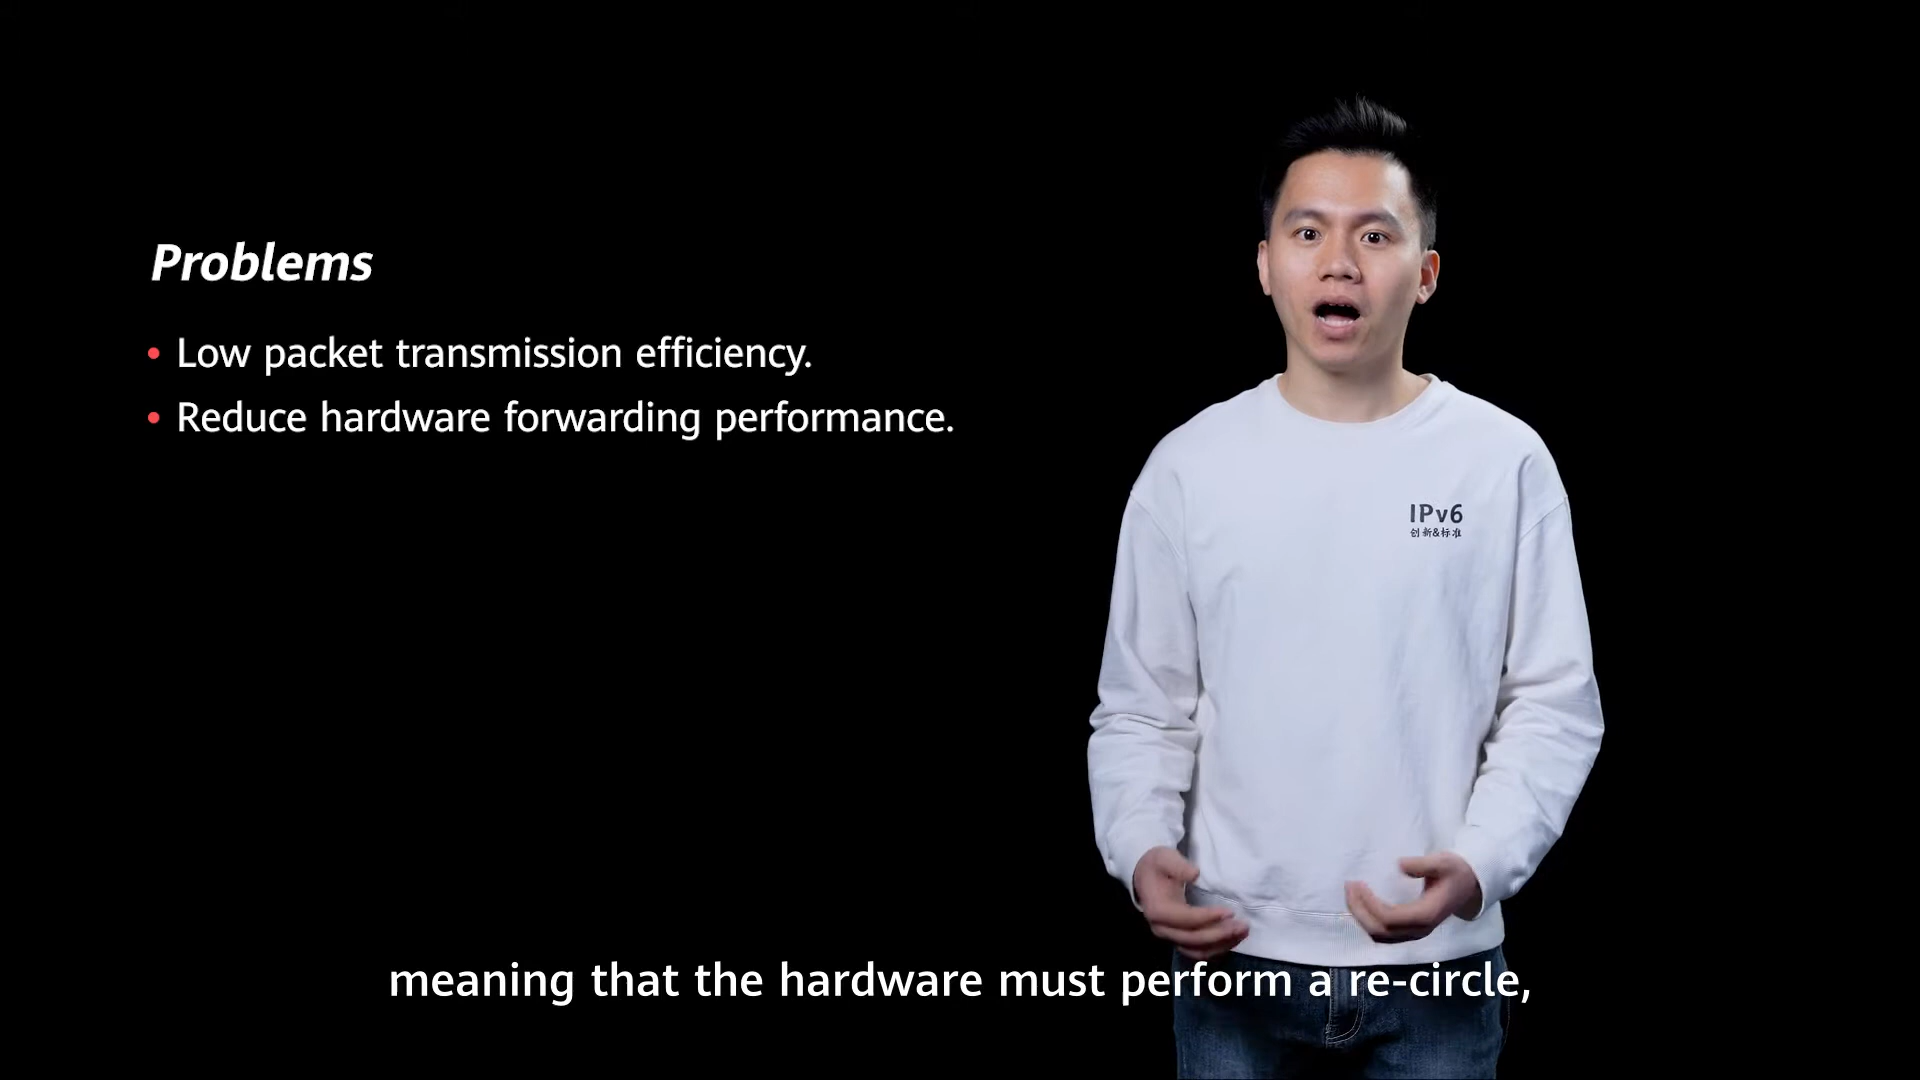 Problems
• Low packet transmission efficiency.
• Reduce hardware forwarding performance.
IPv6
创新&标准
meaning that the hardware must perform a re-circle,